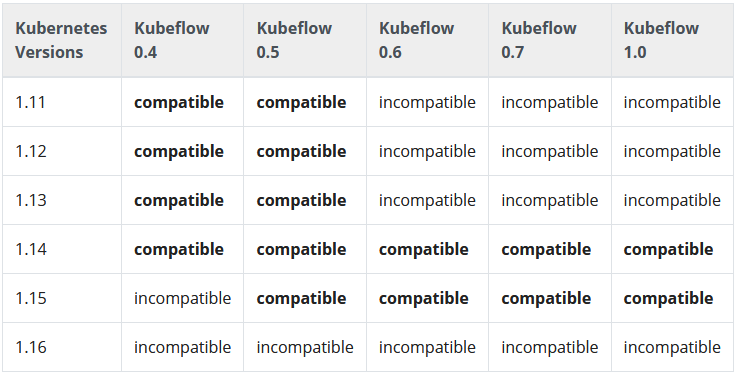 Kubernetes Versions Kubeflow 0.4 Kubeflow 0.5 Kubeflow 0.6 Kubeflow 0.7 Kubeflow 1.0
1.11 compatible compatible incompatible incompatible incompatible
1.12 compatible compatible incompatible incompatible incompatible
1.13 compatible compatible incompatible incompatible incompatible
1.14 compatible compatible compatible compatible compatible
1.15 incompatible compatible compatible compatible compatible
1.16 incompatible incompatible incompatible incompatible incompatible